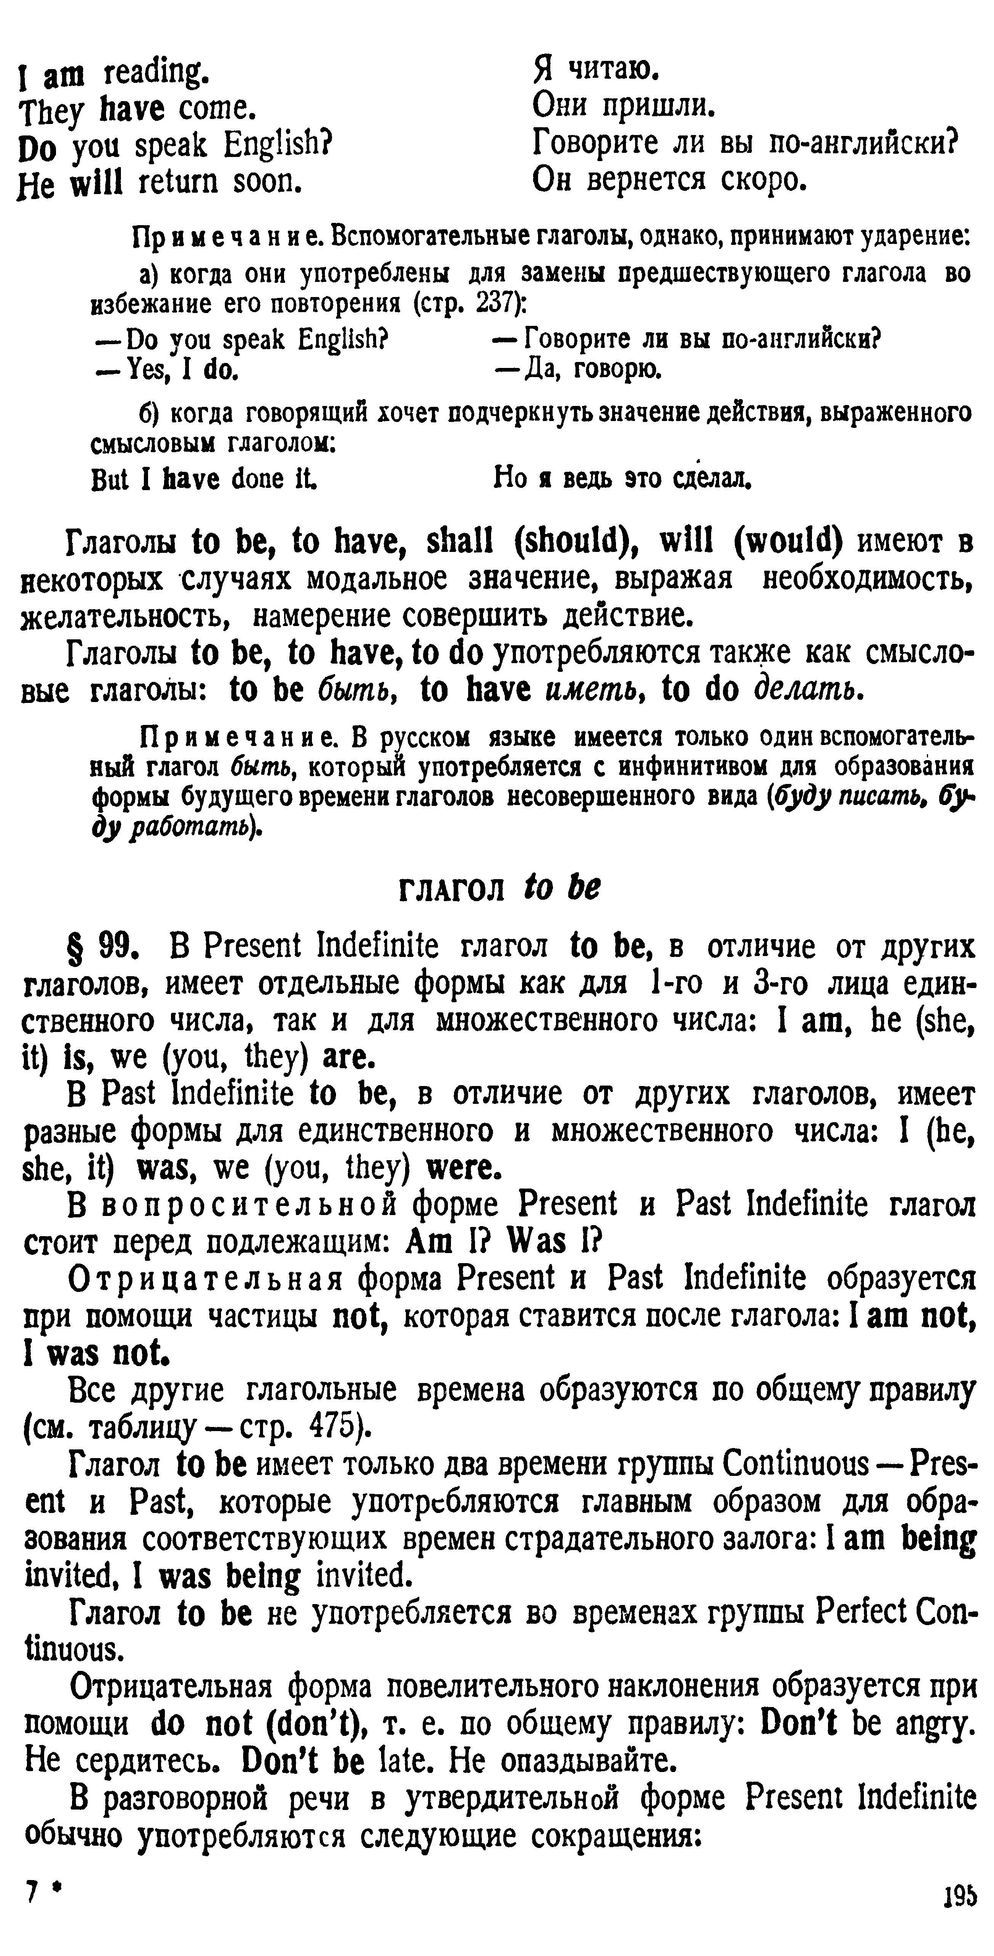 I am reading. Я читаю.
They have come. Они пришли.
Do you speak English? Говорите ли вы по-английски?
He will return soon. Он вернется скоро.
Примечание. Вспомогательные глаголы, однако, принимают ударение:
а) когда они употреблены для замены предшествующего глагола во
избежание его повторения (стр. 237):
— Do you speak English? — Говорите ли вы по-английски?
— Yes, I do. — Да, говорю.
б) когда говорящий хочет подчеркнуть значение действия, выраженного
смысловым глаголом:
But I have done it. Но я ведь это сделал.
Глаголы to be, to have, shall (should), will (would) имеют в
некоторых случаях модальное значение, выражая необходимость,
желательность, намерение совершить действие.
Глаголы to be, to have, to do употребляются также как смысло-
вые глаголы: to be быть, to have иметь, to do делать.
Примечание. В русском языке имеется только один вспомогатель-
ный глагол быть, который употребляется с инфинитивом для образования
формы будущего времени глаголов несовершенного вида (буду писать, бу-
ду работать).
ГЛАГОЛ to be
§ 99. В Present Indefinite глагол to be, в отличие от других
глаголов, имеет отдельные формы как для 1-го и 3-го лица един-
ственного числа, так и для множественного числа: I am, he (she,
it) is, we (you, they) are.
В Past Indefinite to be, в отличие от других глаголов, имеет
разные формы для единственного и множественного числа: I (he,
she, it) was, we (you, they) were.
В вопросительной форме Present и Past Indefinite глагол
стоит перед подлежащим: Am I? Was I?
Отрицательная форма Present и Past Indefinite образуется
при помощи частицы not, которая ставится после глагола: I am not,
I was not.
Все другие глагольные времена образуются по общему правилу
(см. таблицу — стр. 475).
Глагол to be имеет только два времени группы Continuous — Pres-
ent и Past, которые употребляются главным образом для обра-
зования соответствующих времен страдательного залога: I am being
invited, I was being invited.
Глагол to be не употребляется во временах группы Perfect Con-
tinuous.
Отрицательная форма повелительного наклонения образуется при
помощи do not (don't), т. е. по общему правилу: Don't be angry.
Не сердитесь. Don't be late. Не опаздывайте.
В разговорной речи в утвердительной форме Present Indefinite
обычно употребляются следующие сокращения:
7 * 195